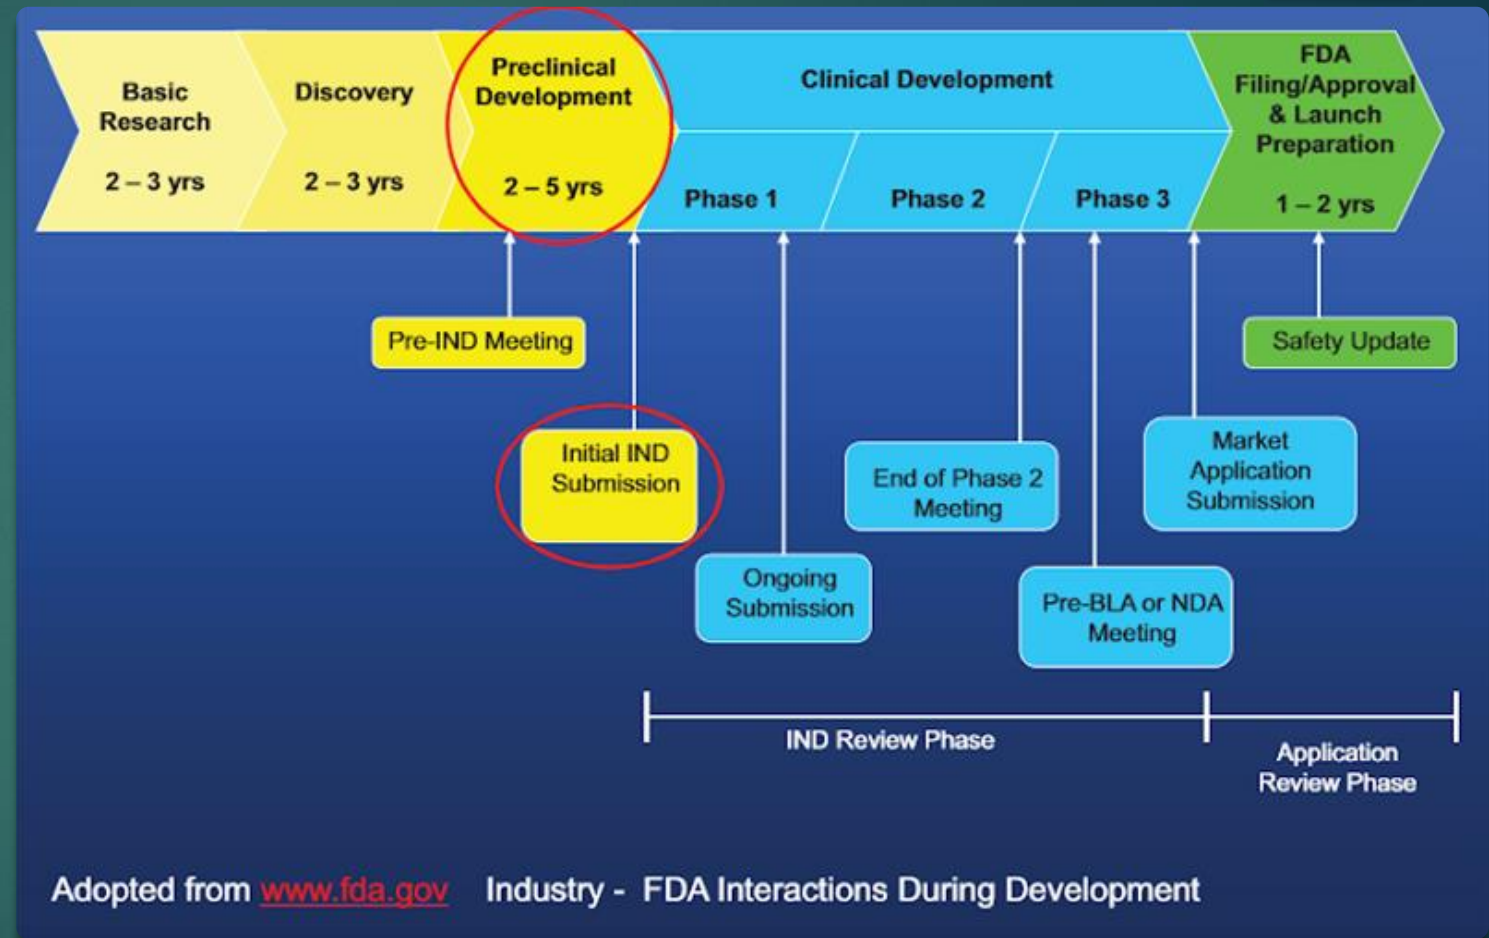 Basic
Research
2 – 3 yrs
Discovery
2 – 3 yrs
Preclinical
Development
2 – 5 yrs
Clinical Development
Phase 1
Phase 2
Phase 3
FDA
Filing/Approval
& Launch
Preparation
1 – 2 yrs
Pre-IND Meeting
Initial IND
Submission
Ongoing
Submission
End of Phase 2
Meeting
Pre-BLA or NDA
Meeting
Market
Application
Submission
Safety Update
IND Review Phase
Application
Review Phase
Adopted from www.fda.gov Industry - FDA Interactions During Development